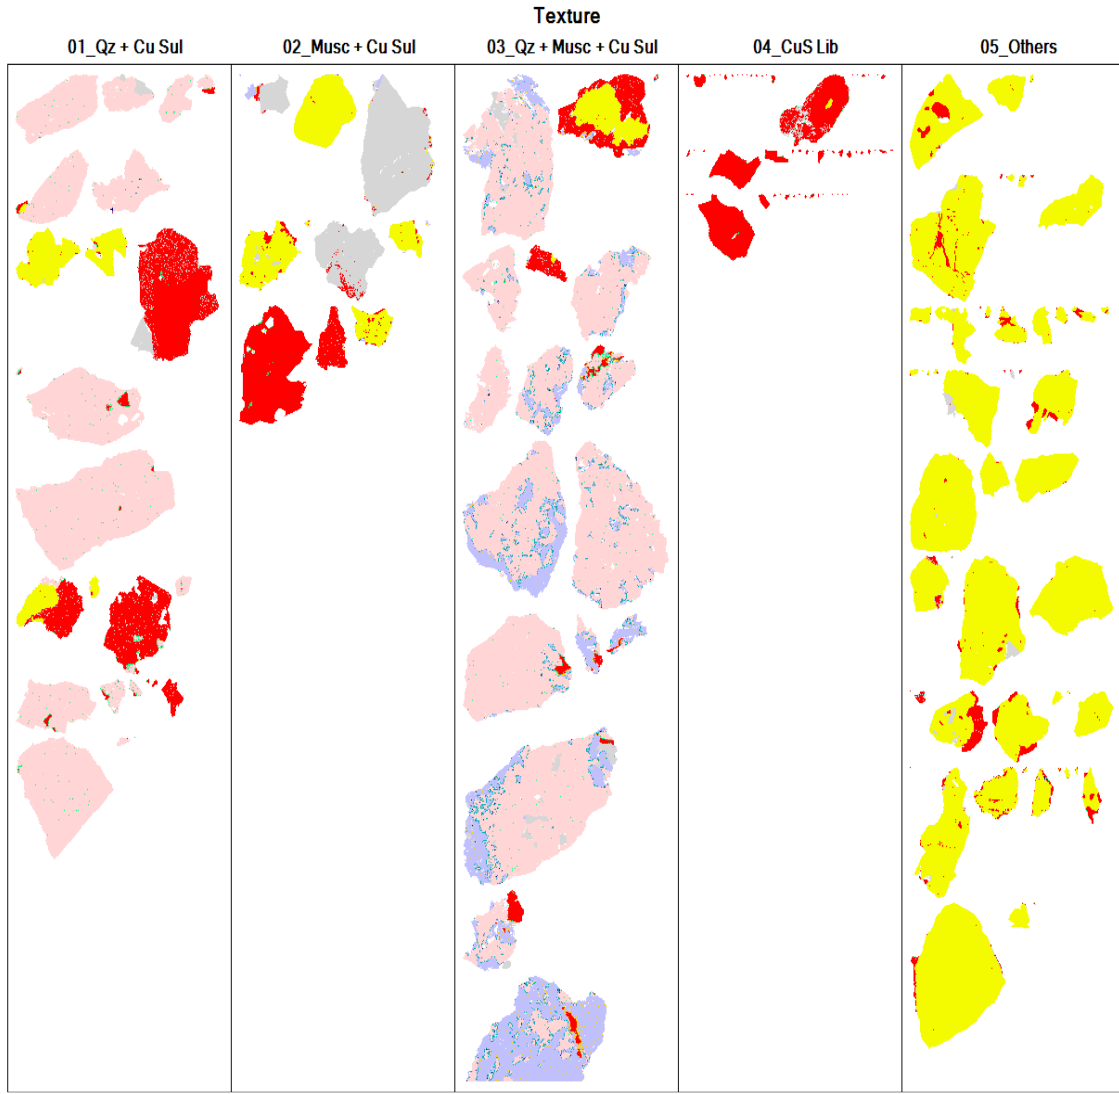 Texture
01_Qz + Cu Sul
02_Musc + Cu Sul
03_Qz + Musc + Cu Sul
04_CuS Lib
05_Others